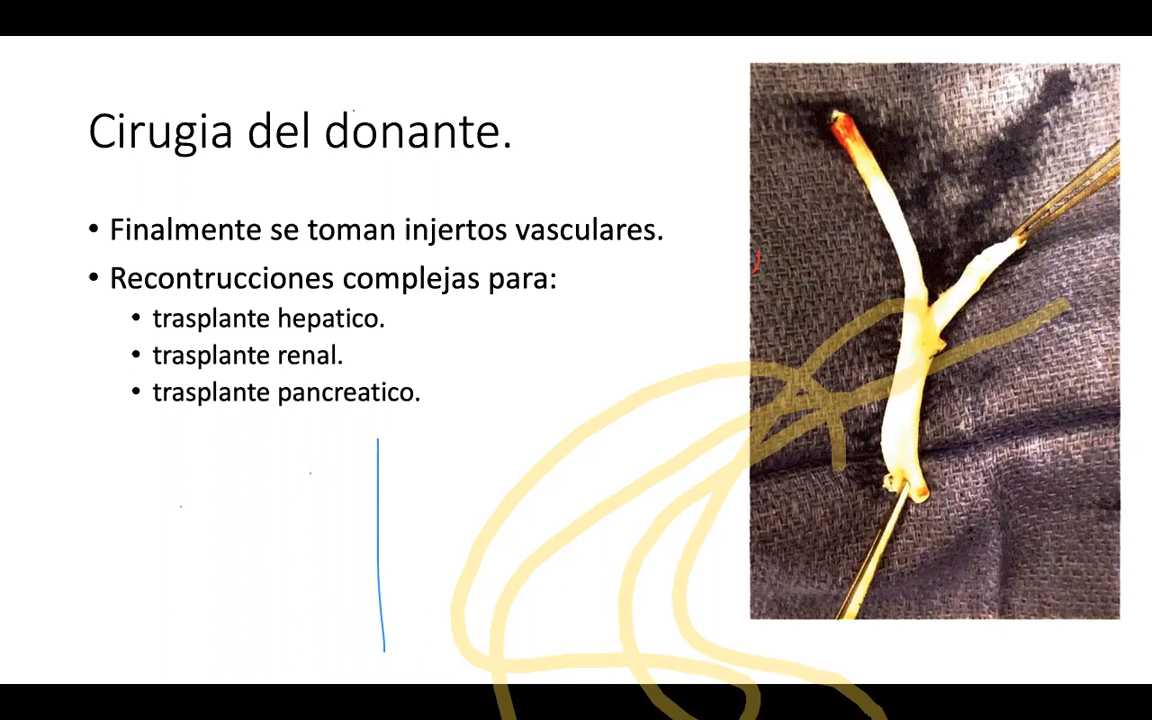 Cirugia del donante.
• Finalmente se toman injertos vasculares.
• Recontrucciones complejas para:
• trasplante hepatico.
• trasplante renal.
• trasplante pancreatico.